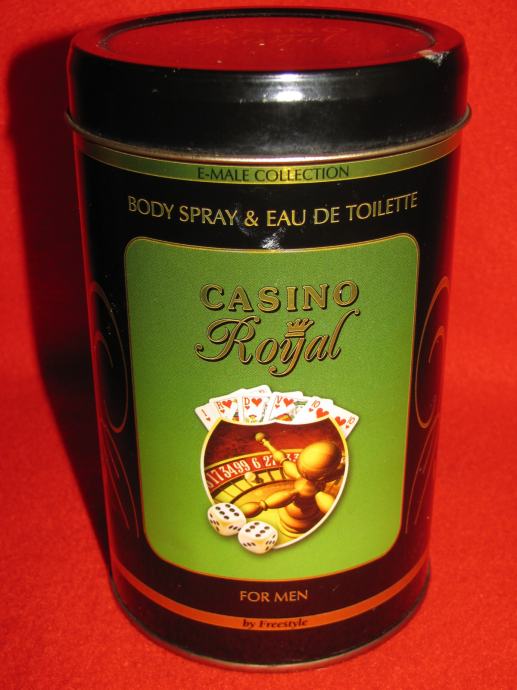 E-MALE COLLECTION
BODY SPRAY & EAU DE TOILETTE
CASINO
Royal
FOR MEN
by Freestyle